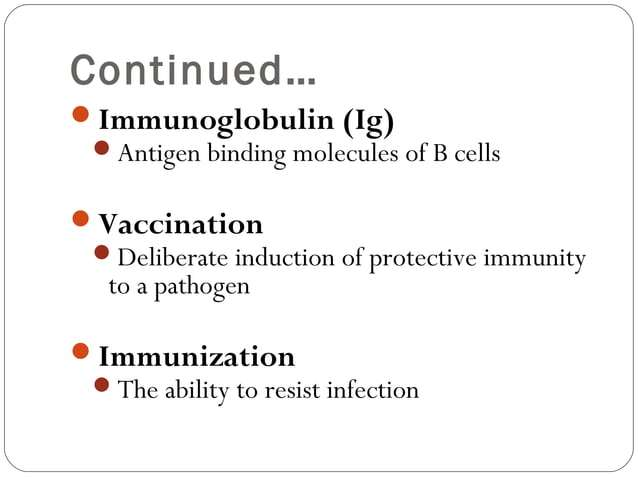 Continued…
Immunoglobulin (Ig)
Antigen binding molecules of B cells
Vaccination
Deliberate induction of protective immunity
to a pathogen
Immunization
The ability to resist infection